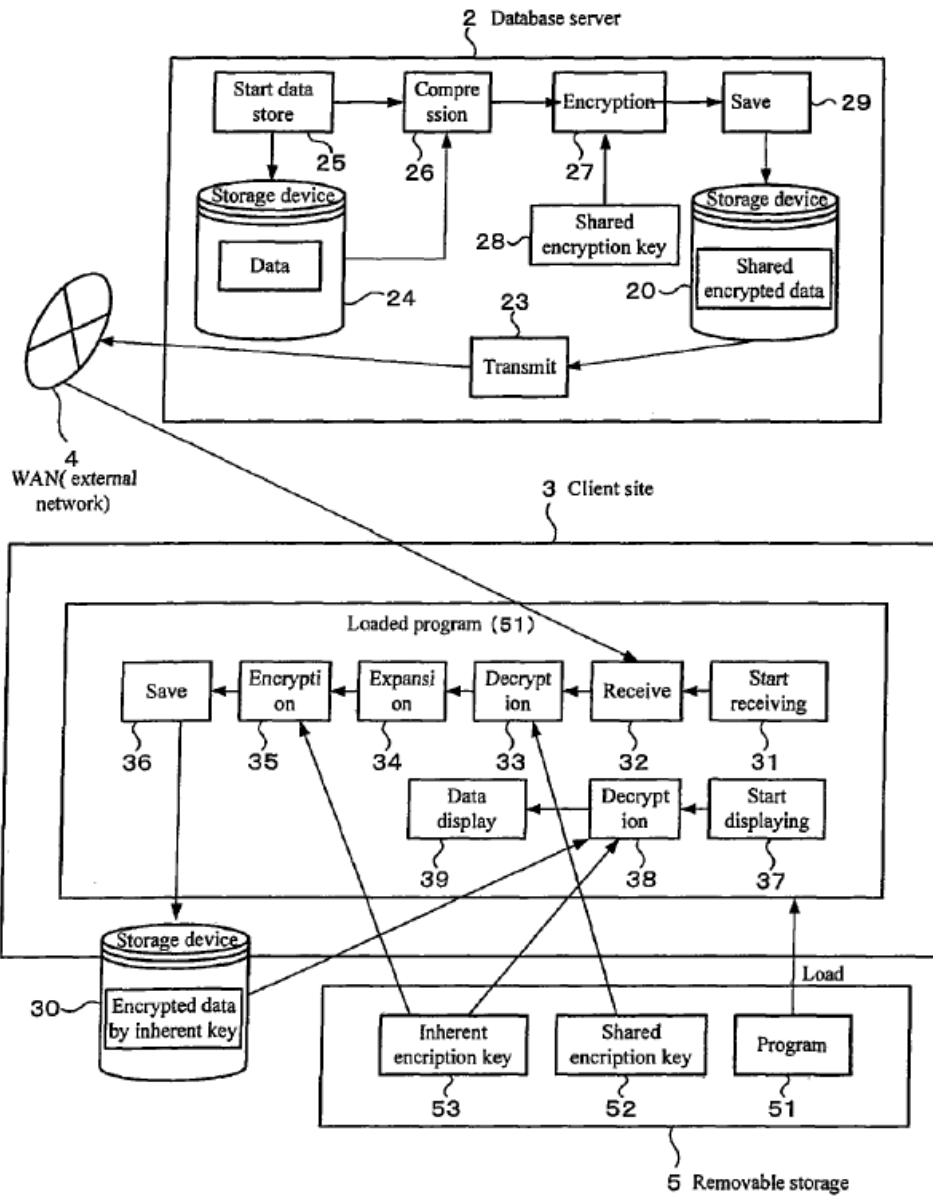 2 Database server
Start data
store
25
Compre
ssion
26
Encryption
27
Save
29
Storage device
Data
24
28
Shared
encryption key
Storage device
20
Shared
encrypted data
23
Transmit
4
WAN( external
network)
3 Client site
Loaded program (51)
Save
36
Encrypti
on
35
Expansi
on
34
Decrypt
ion
33
Receive
32
Start
receiving
31
Data
display
39
Decrypt
ion
38
Start
displaying
37
Storage device
30
Encrypted data
by inherent key
Load
Inherent
encription key
53
Shared
encription key
52
Program
51
5 Removable storage